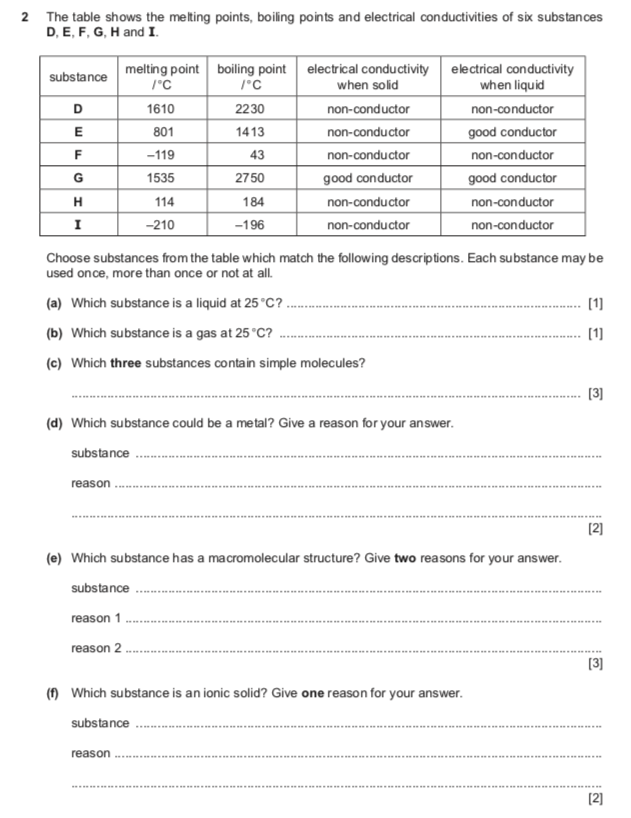 2 The table shows the melting points, boiling points and electrical conductivities of six substances
D, E, F, G, H and I.
substance melting point /°C boiling point /°C electrical conductivity when solid electrical conductivity when liquid
D 1610 2230 non-conductor non-conductor
E 801 1413 non-conductor good conductor
F –119 43 non-conductor non-conductor
G 1535 2750 good conductor good conductor
H 114 184 non-conductor non-conductor
I –210 –196 non-conductor non-conductor
Choose substances from the table which match the following descriptions. Each substance may be
used once, more than once or not at all.
(a) Which substance is a liquid at 25 °C? [1]
(b) Which substance is a gas at 25 °C? [1]
(c) Which three substances contain simple molecules?
[3]
(d) Which substance could be a metal? Give a reason for your answer.
substance
reason
[2]
(e) Which substance has a macromolecular structure? Give two reasons for your answer.
substance
reason 1
reason 2
[3]
(f) Which substance is an ionic solid? Give one reason for your answer.
substance
reason
[2]